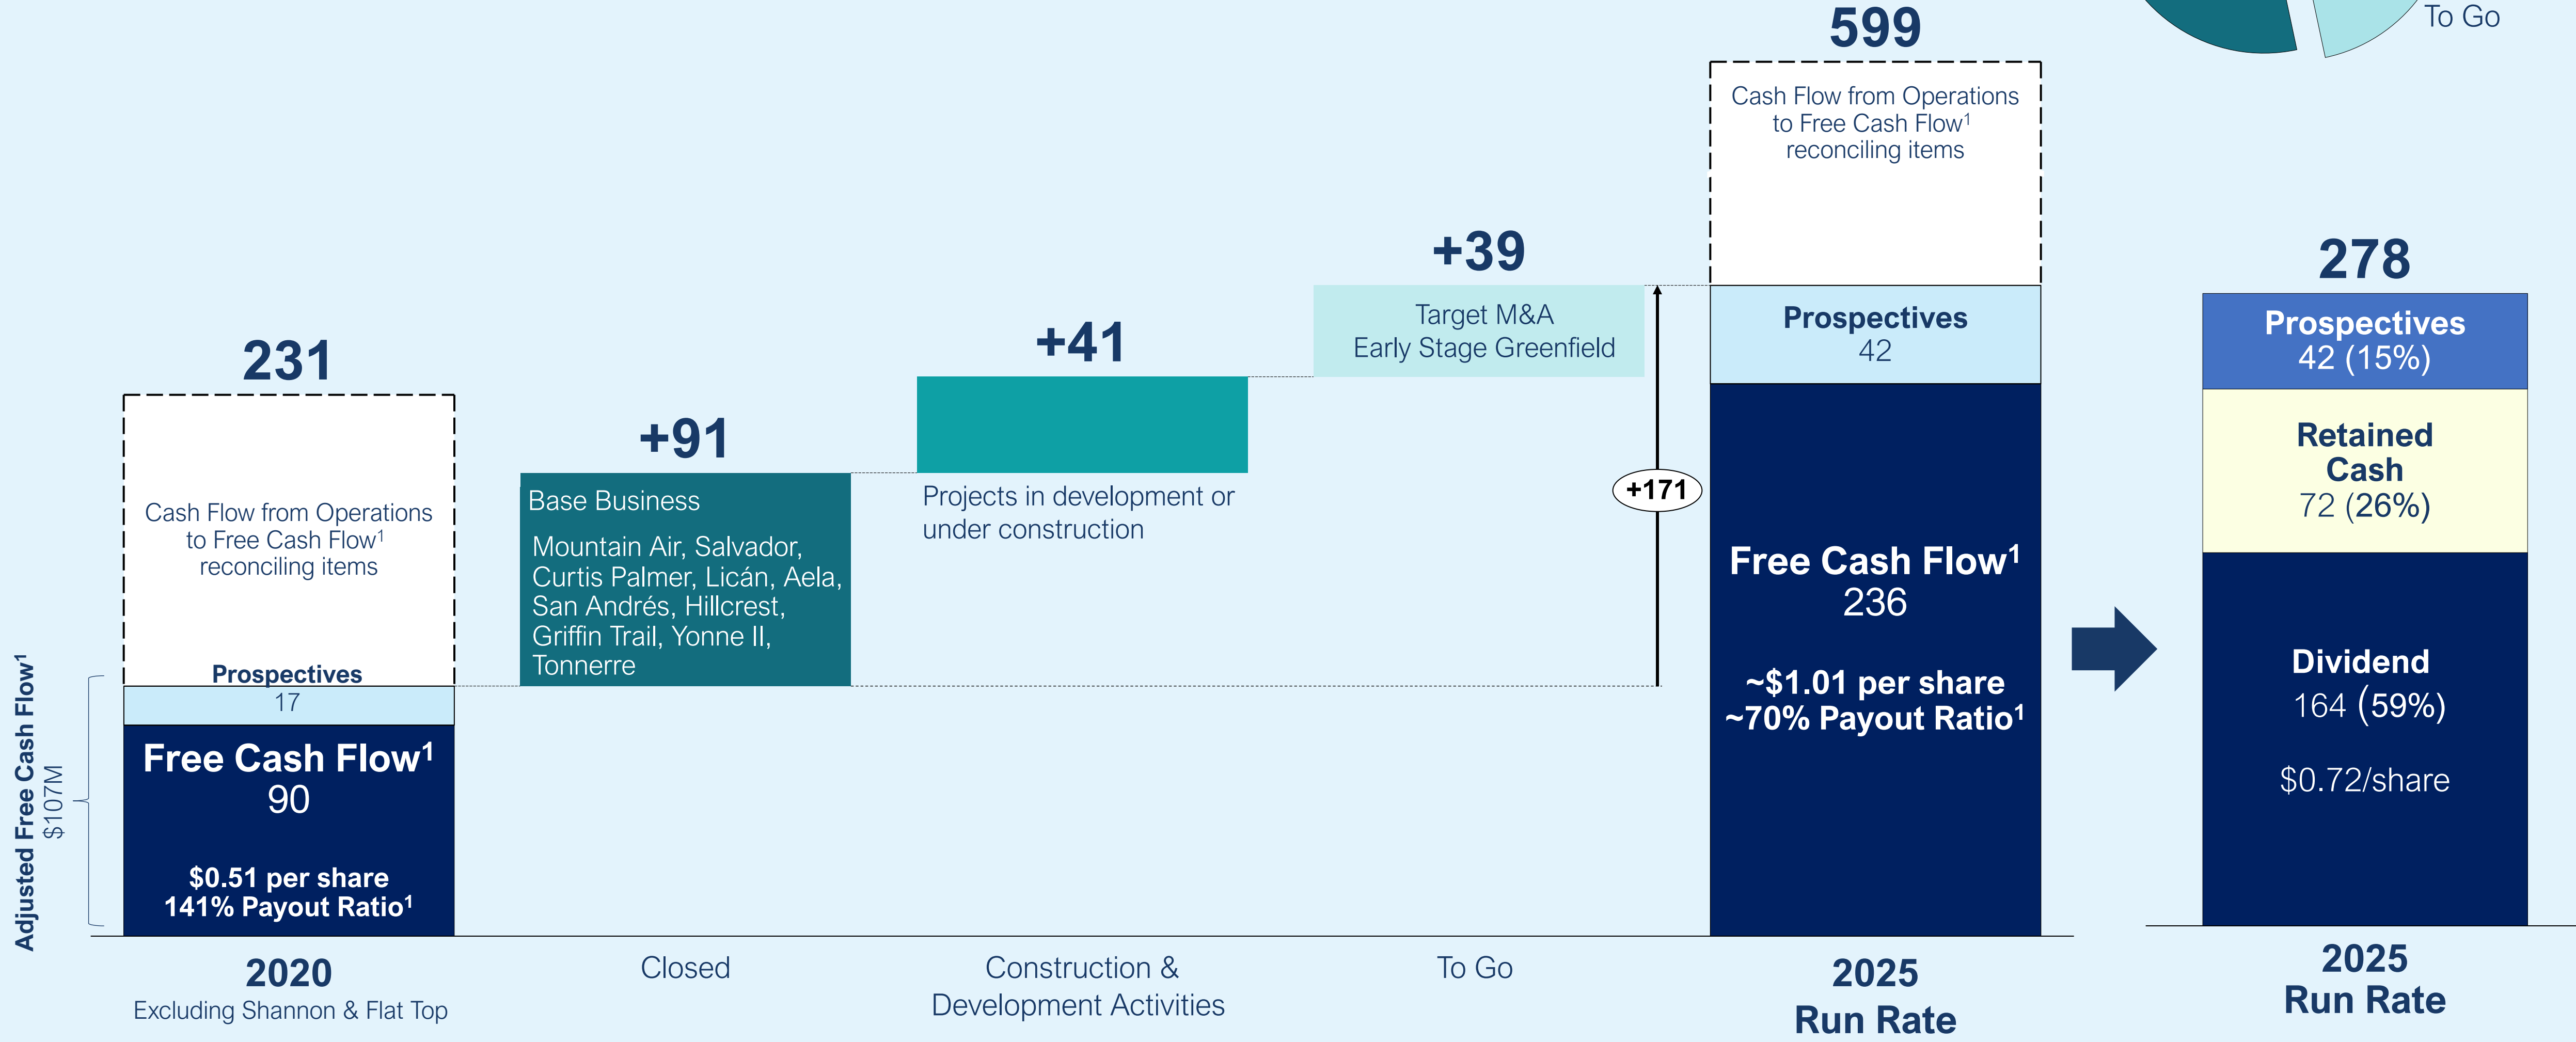 To Go
599
Cash Flow from Operations
to Free Cash Flow¹
reconciling items
+39
278
Target M&A
Early Stage Greenfield
Prospectives
42
Prospectives
42 (15%)
+41
231
+91
Retained
Cash
72 (26%)
+171
Base Business
Mountain Air, Salvador,
Curtis Palmer, Licán, Aela,
San Andrés, Hillcrest,
Griffin Trail, Yonne II,
Tonnerre
Projects in development or
under construction
Cash Flow from Operations
to Free Cash Flow¹
reconciling items
Free Cash Flow¹
236
~$1.01 per share
~70% Payout Ratio¹
Dividend
164 (59%)
$0.72/share
Prospectives
17
Adjusted Free Cash Flow¹
$107M
Free Cash Flow¹
90
$0.51 per share
141% Payout Ratio¹
2020
Excluding Shannon & Flat Top
Closed
Construction &
Development Activities
To Go
2025
Run Rate
2025
Run Rate